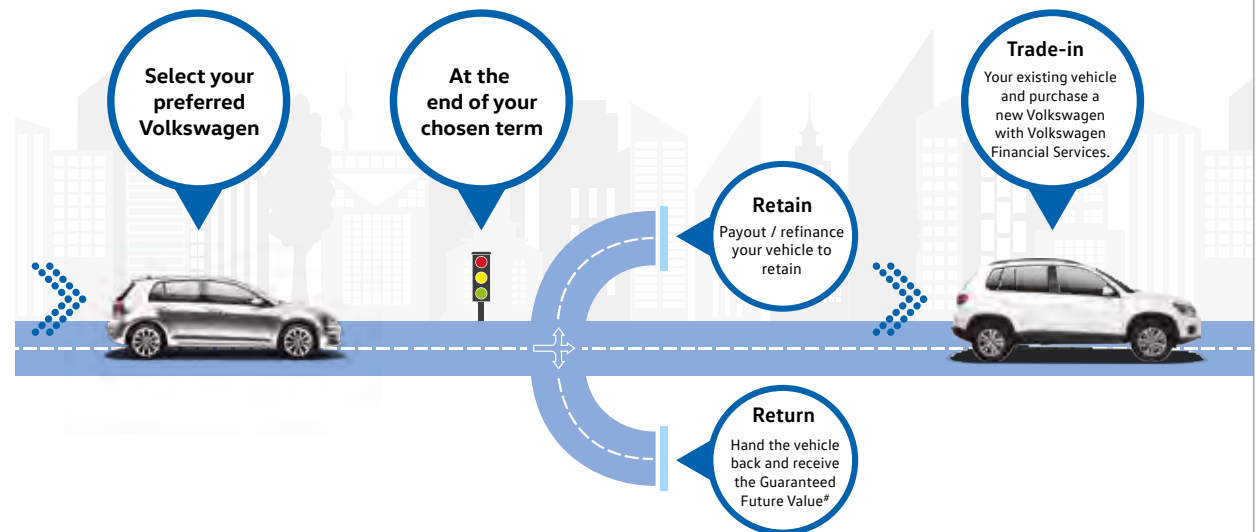 Select your
preferred
Volkswagen
At the
end of your
chosen term
Retain
Payout / refinance
your vehicle to
retain
Return
Hand the vehicle
back and receive
the Guaranteed
Future Value#
Trade-in
Your existing vehicle
and purchase a
new Volkswagen
with Volkswagen
Financial Services.